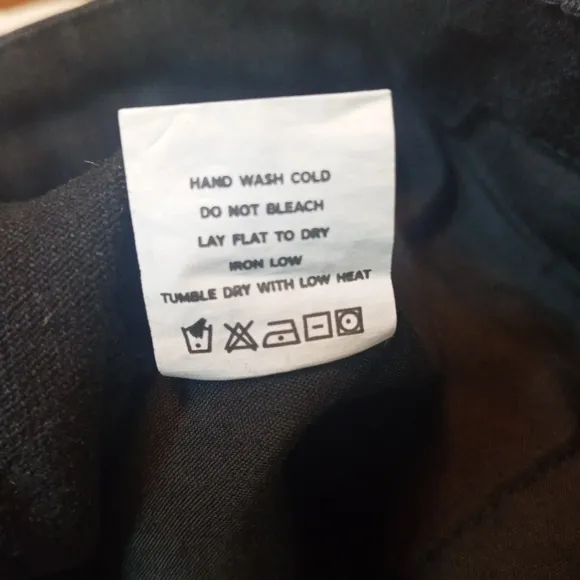 HAND WASH COLD
DO NOT BLEACH
LAY FLAT TO DRY
IRON LOW
TUMBLE DRY WITH LOW HEAT